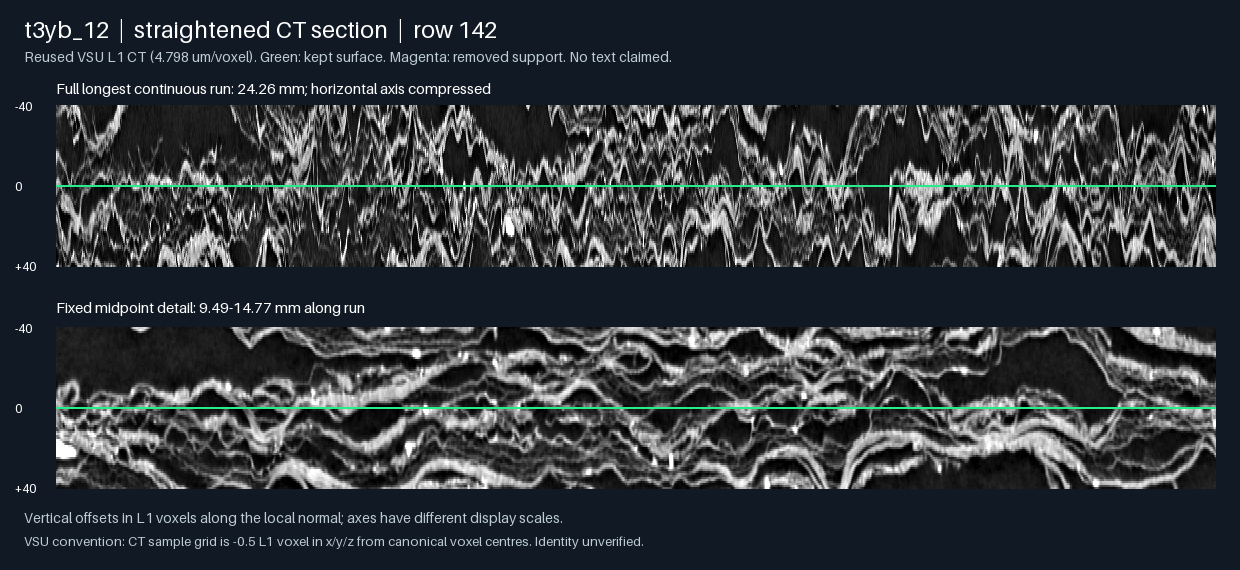 t3yb_12 | straightened CT section | row 142
Reused VSU L1 CT (4.798 um/voxel). Green: kept surface. Magenta: removed support. No text claimed.
Full longest continuous run: 24.26 mm; horizontal axis compressed
-40
0
+40
Fixed midpoint detail: 9.49-14.77 mm along run
-40
0
+40
Vertical offsets in L1 voxels along the local normal; axes have different display scales.
VSU convention: CT sample grid is -0.5 L1 voxel in x/y/z from canonical voxel centres. Identity unverified.